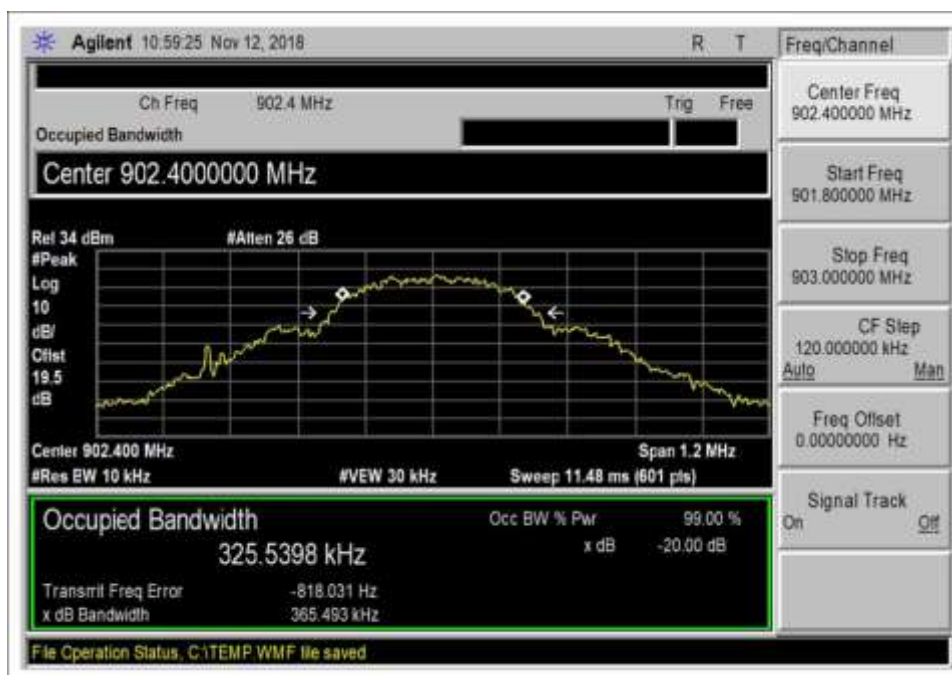 Agilent 10:59:25 Nov 12, 2018 R T
Ch Freq 902.4 MHz Trig Free
Occupied Bandwidth
Center 902.4000000 MHz
Ref 34 dBm #Atten 26 dB
#Peak
Log
10
dB/
Offst
19.5
dB
Center 902.400 MHz Span 1.2 MHz
#Res BW 10 kHz #VBW 30 kHz Sweep 11.48 ms (601 pts)
Occupied Bandwidth Occ BW % Pwr 99.00 %
325.5398 kHz x dB -20.00 dB
Transmit Freq Error -818.031 Hz
x dB Bandwidth 365.493 kHz
File Operation Status, C:\TEMP.WMF file saved
Freq/Channel
Center Freq
902.400000 MHz
Start Freq
901.800000 MHz
Stop Freq
903.000000 MHz
CF Step
120.000000 kHz
Auto Man
Freq Offset
0.00000000 Hz
Signal Track
On Off